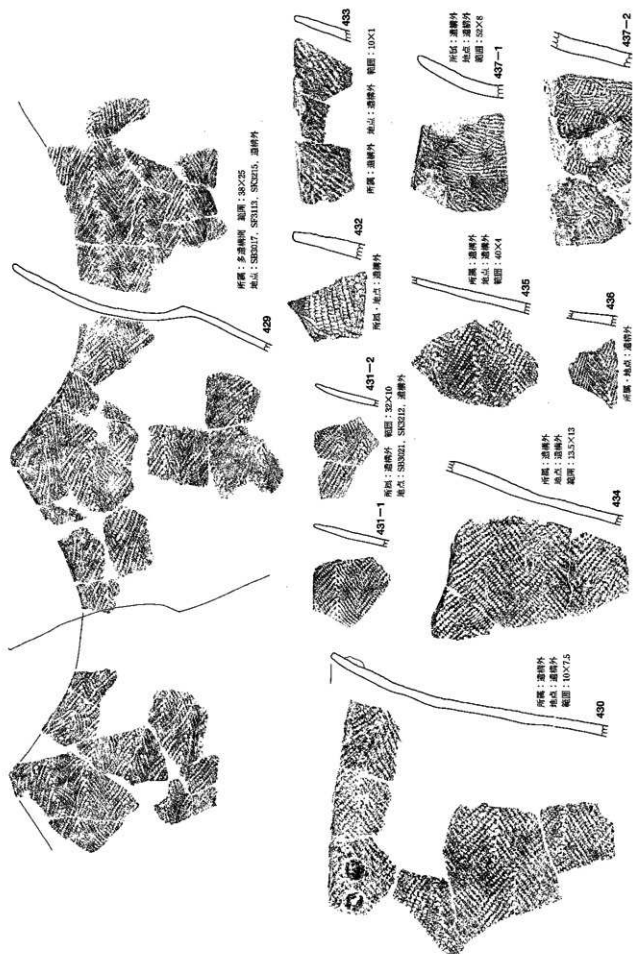 所属：多遺構間　範囲：38×25
地点：SB3017，SF3113，SK3215，遺構外
429
所属：遺構外
地点：遺構外
範囲：10×7.5
430
431-1
所属：遺構外　範囲：32×10
地点：SB3021，SK3212，遺構外
431-2
所属・地点：遺構外
432
所属：遺構外　地点：遺構外　範囲：10×1
433
所属：遺構外
地点：遺構外
範囲：13.5×13
434
所属：遺構外
地点：遺構外
範囲：40×4
435
所属・地点：遺構外
436
所属：遺構外
地点：遺構外
範囲：52×8
437-1
437-2